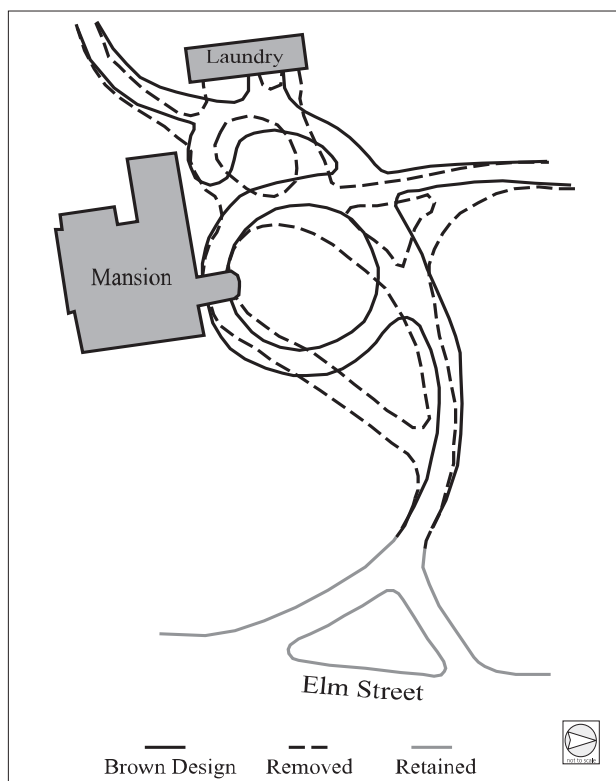 Laundry
Mansion
Elm Street
Brown Design Removed Retained
not to scale